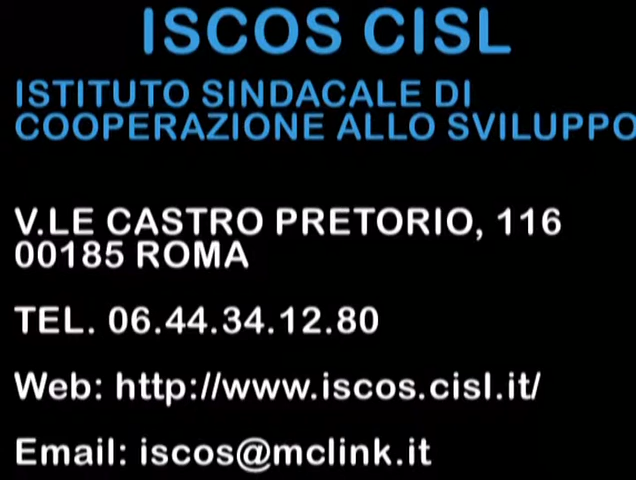 ISCOS CISL
ISTITUTO SINDACALE DI
COOPERAZIONE ALLO SVILUPPO
V.LE CASTRO PRETORIO, 116
00185 ROMA
TEL. 06.44.34.12.80
Web: http://www.iscos.cisl.it/
Email: iscos@mclink.it